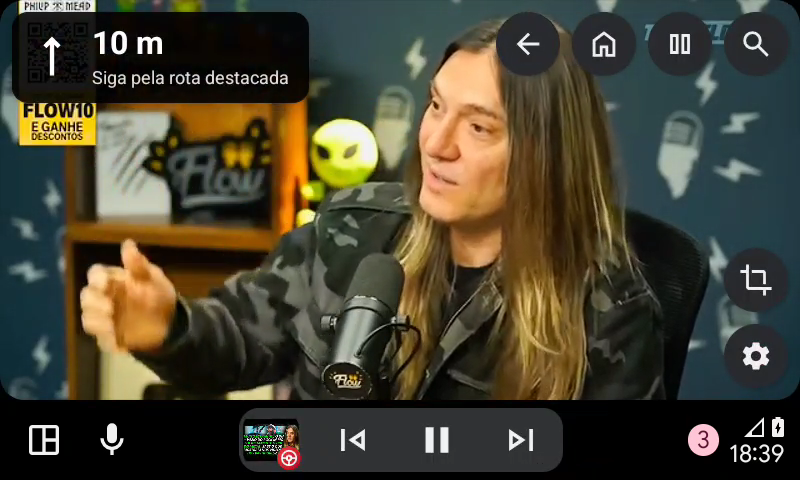 PHILIP MEAD
10 m
Siga pela rota destacada
FLOW10
E GANHE
DESCONTOS
Flow
Flow
3
18:39